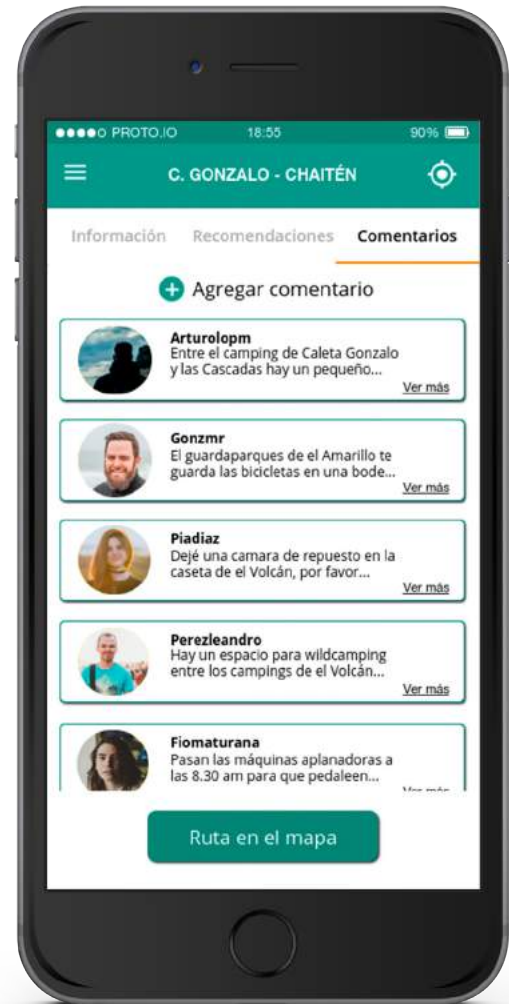 PROTO.IO 18:55 90%
C. GONZALO - CHAITÉN
Información Recomendaciones Comentarios
Agregar comentario
Arturolopm
Entre el camping de Caleta Gonzalo
y las Cascadas hay un pequeño...
Ver más
Gonzmr
El guardaparques de el Amarillo te
guarda las bicicletas en una bode...
Ver más
Piadiaz
Dejé una camara de repuesto en la
caseta de el Volcán, por favor...
Ver más
Perezleandro
Hay un espacio para wildcamping
entre los campings de el Volcán...
Ver más
Fiomaturana
Pasan las máquinas aplanadoras a
las 8.30 am para que pedaleen...
Ver más
Ruta en el mapa